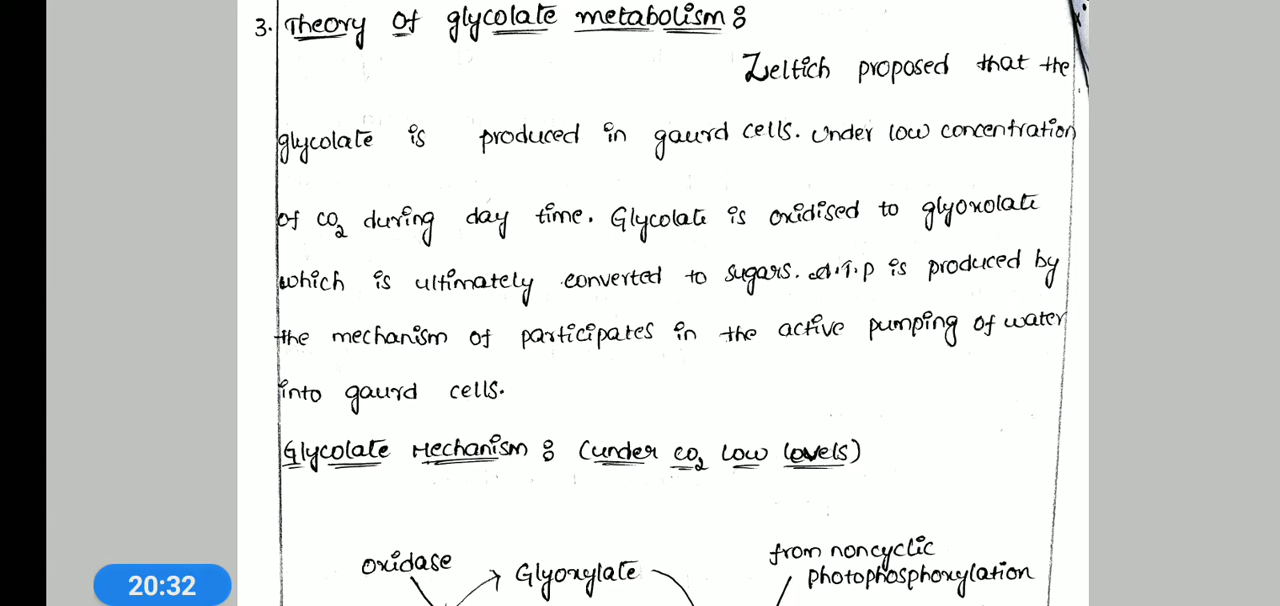 3. Theory of glycolate metabolism :
Zeltich proposed that the
glycolate is produced in gaurd cells. Under low concentration
of CO2 during day time. Glycolate is oxidised to glyoxolate
which is ultimately converted to sugars. A.T.P is produced by
the mechanism of participates in the active pumping of water
into gaurd cells.
Glycolate Mechanism : (under CO2 low levels)
oxidase
Glyoxylate
from noncyclic
photophosphoxylation
20:32